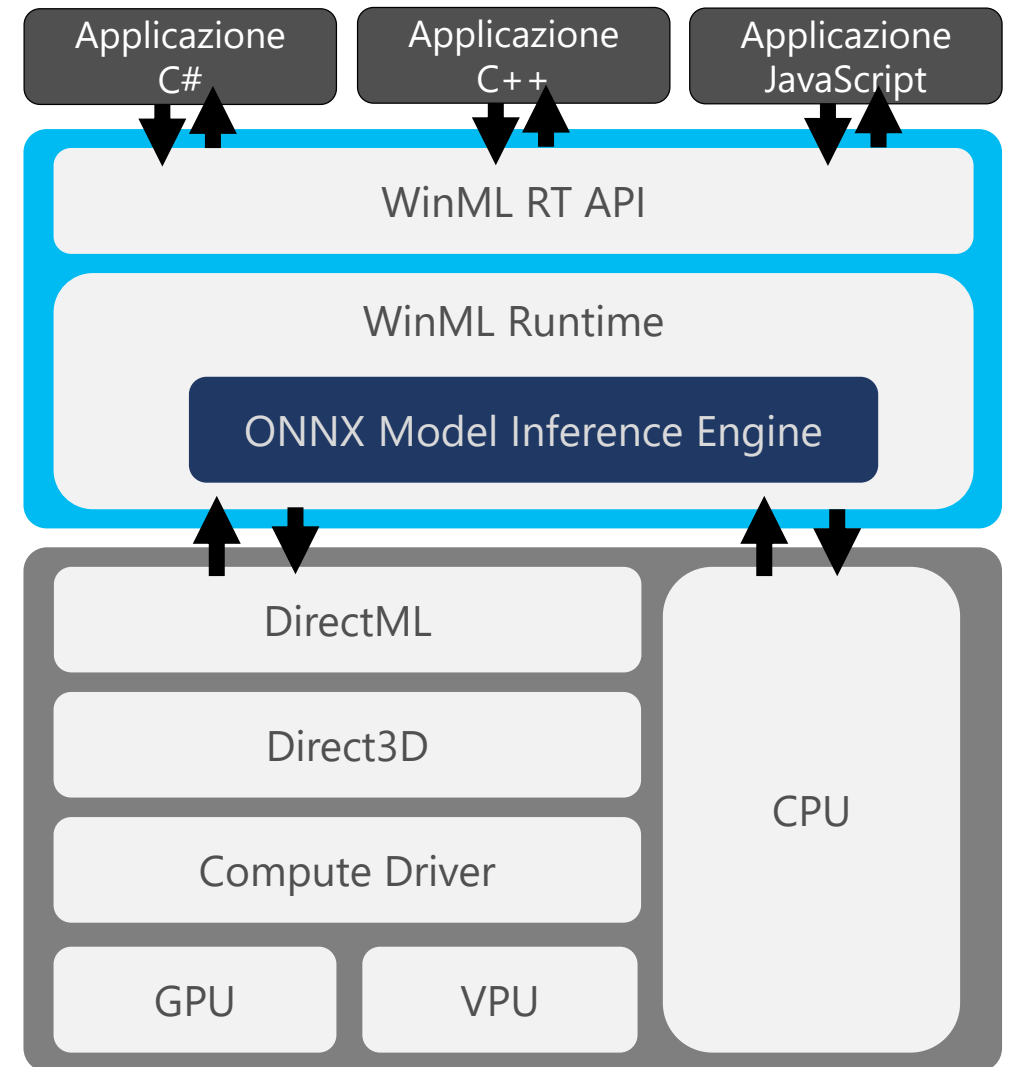 Applicazione
C#
Applicazione
C++
Applicazione
JavaScript
WinML RT API
WinML Runtime
ONNX Model Inference Engine
DirectML
Direct3D
Compute Driver
GPU
VPU
CPU